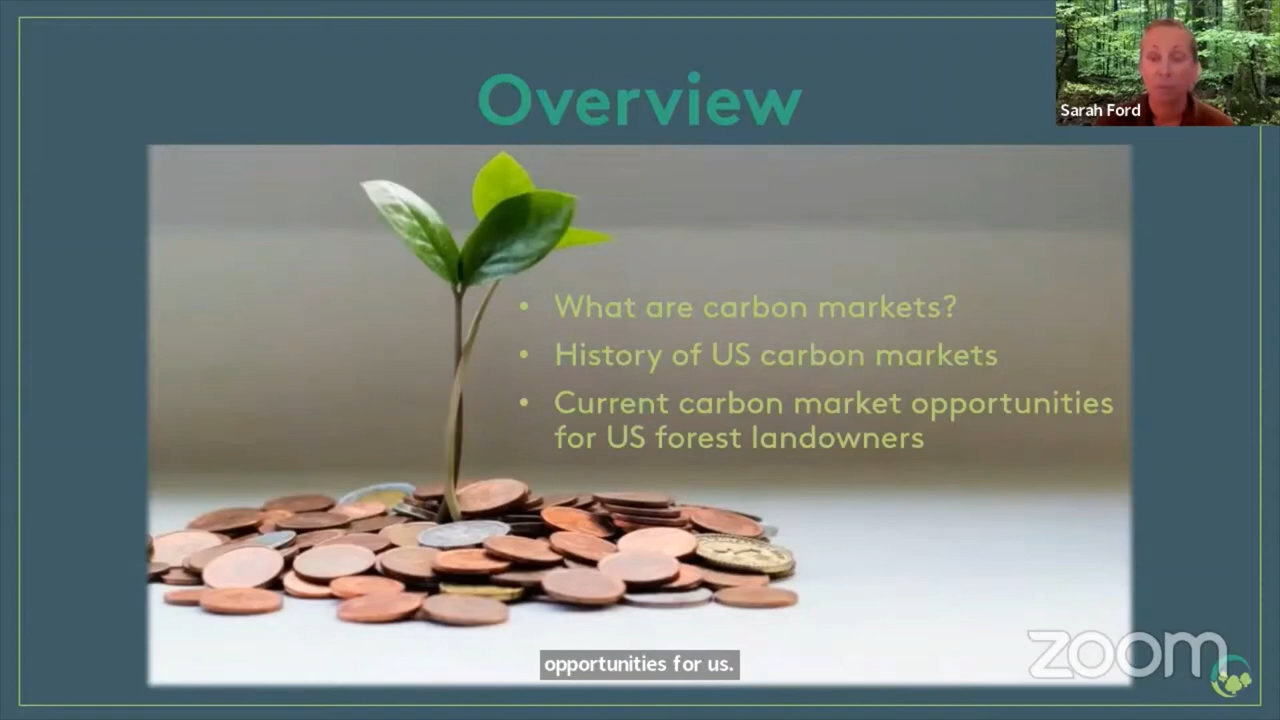 Overview
Sarah Ford
• What are carbon markets?
• History of US carbon markets
• Current carbon market opportunities
for US forest landowners
opportunities for us.
zoom